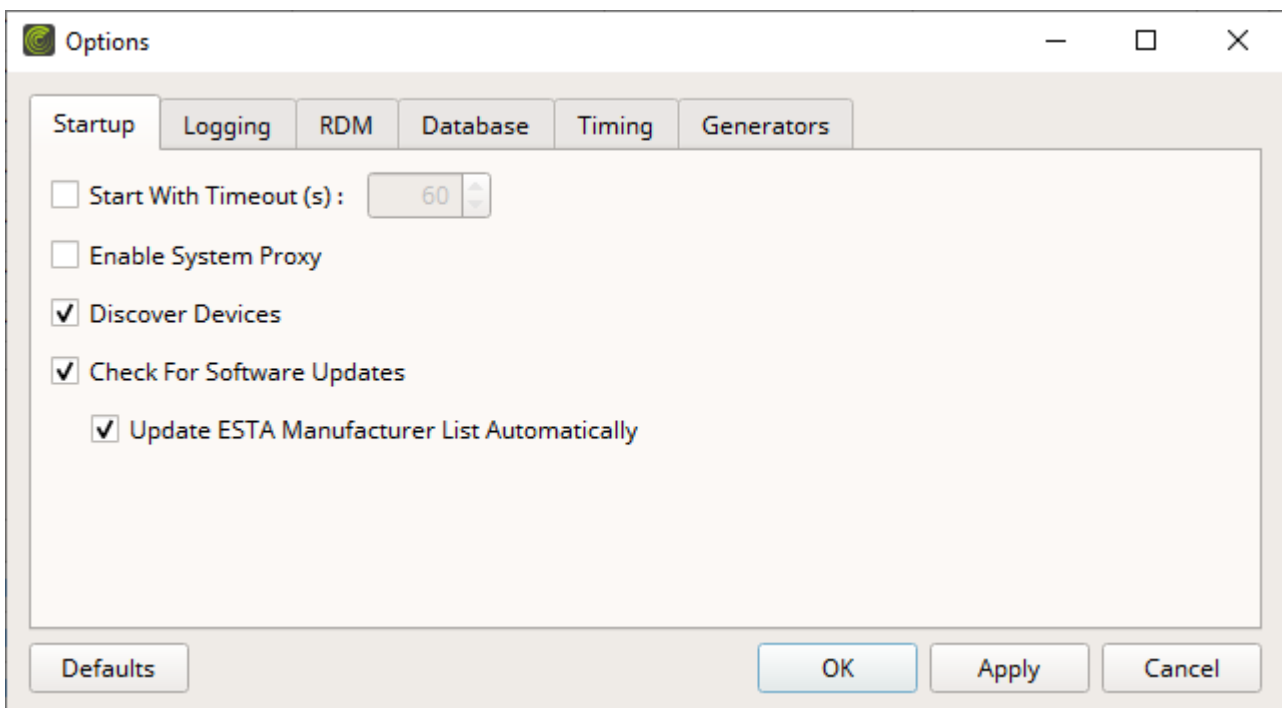 Options
Startup Logging RDM Database Timing Generators
Start With Timeout (s) : 60
Enable System Proxy
Discover Devices
Check For Software Updates
Update ESTA Manufacturer List Automatically
Defaults OK Apply Cancel